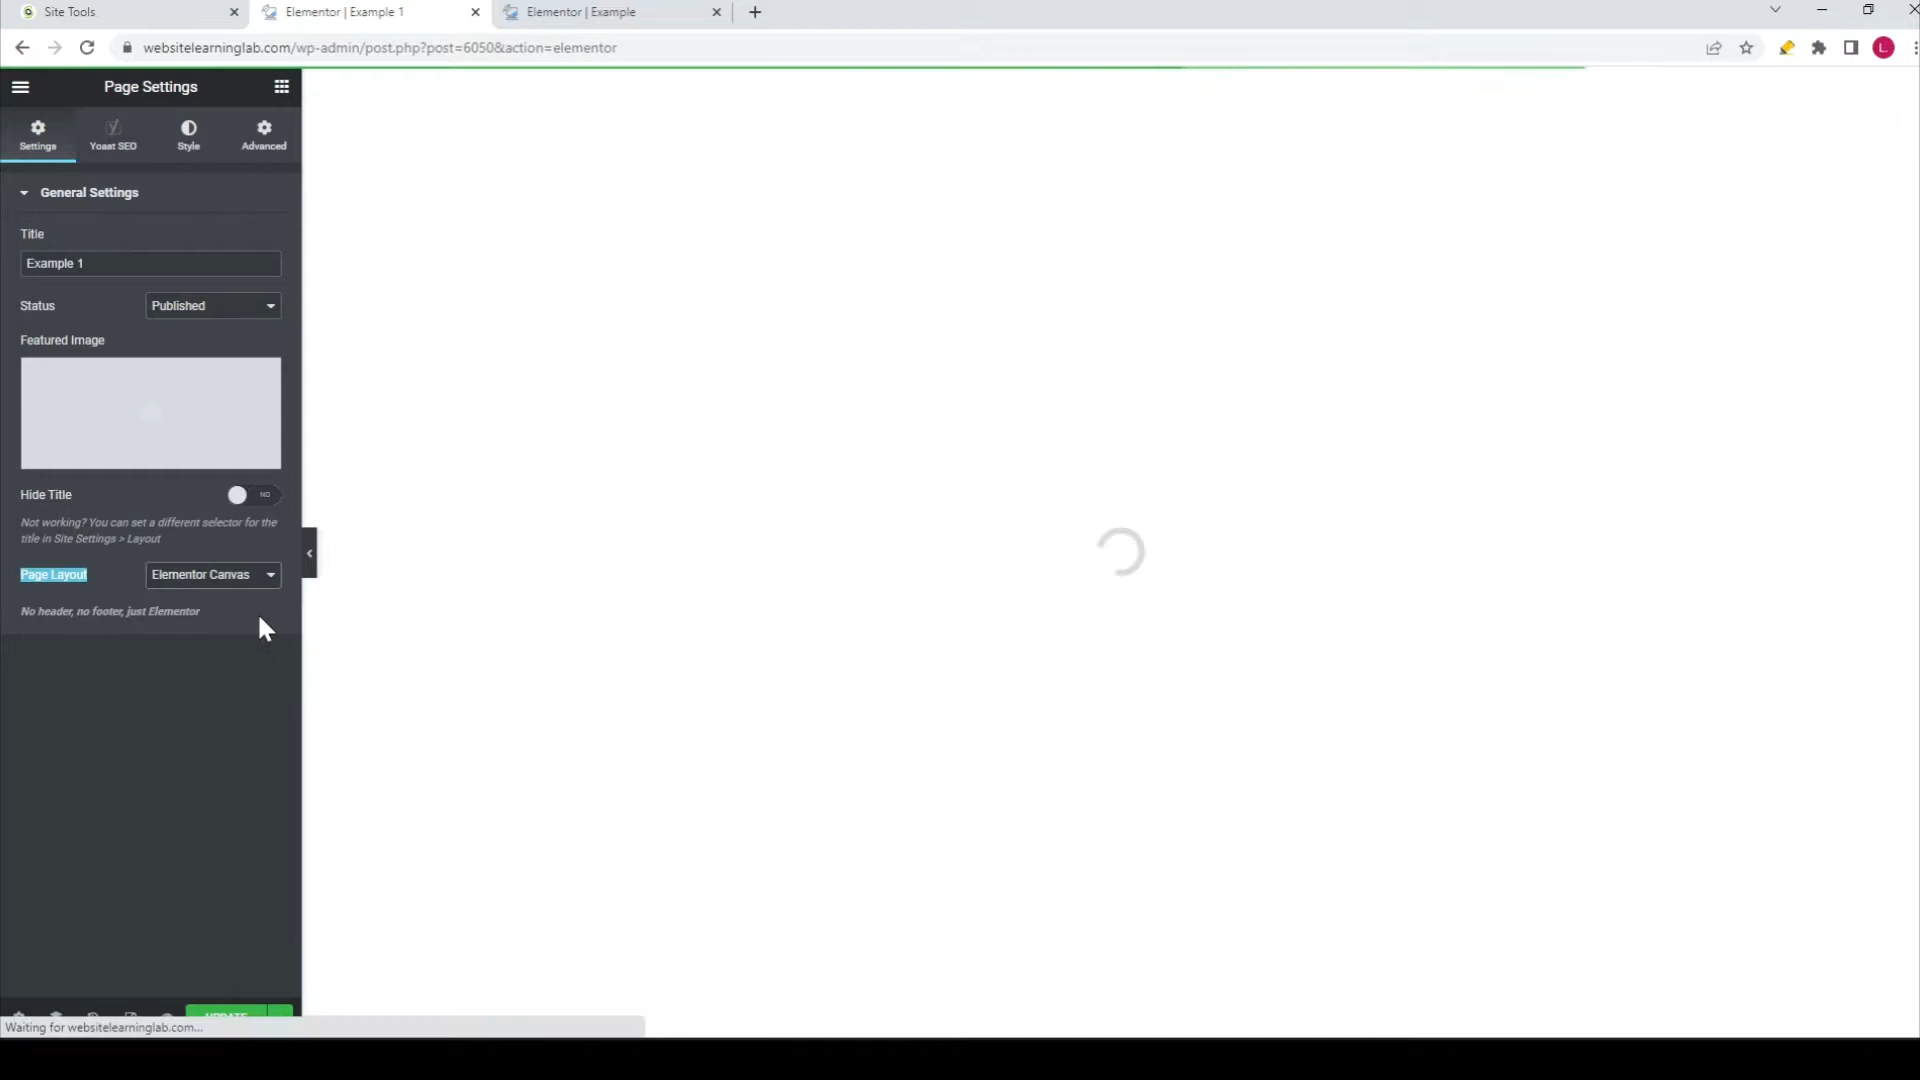 Site Tools
Elementor | Example 1
Elementor | Example
websitelearninglab.com/wp-admin/post.php?post=6050&action=elementor
L
Page Settings
Settings
Yoast SEO
Style
Advanced
General Settings
Title
Example 1
Status
Published
Featured Image
Hide Title
NO
Not working? You can set a different selector for the
title in Site Settings > Layout
Page Layout
Elementor Canvas
No header, no footer, just Elementor
UPDATE
Waiting for websitelearninglab.com...